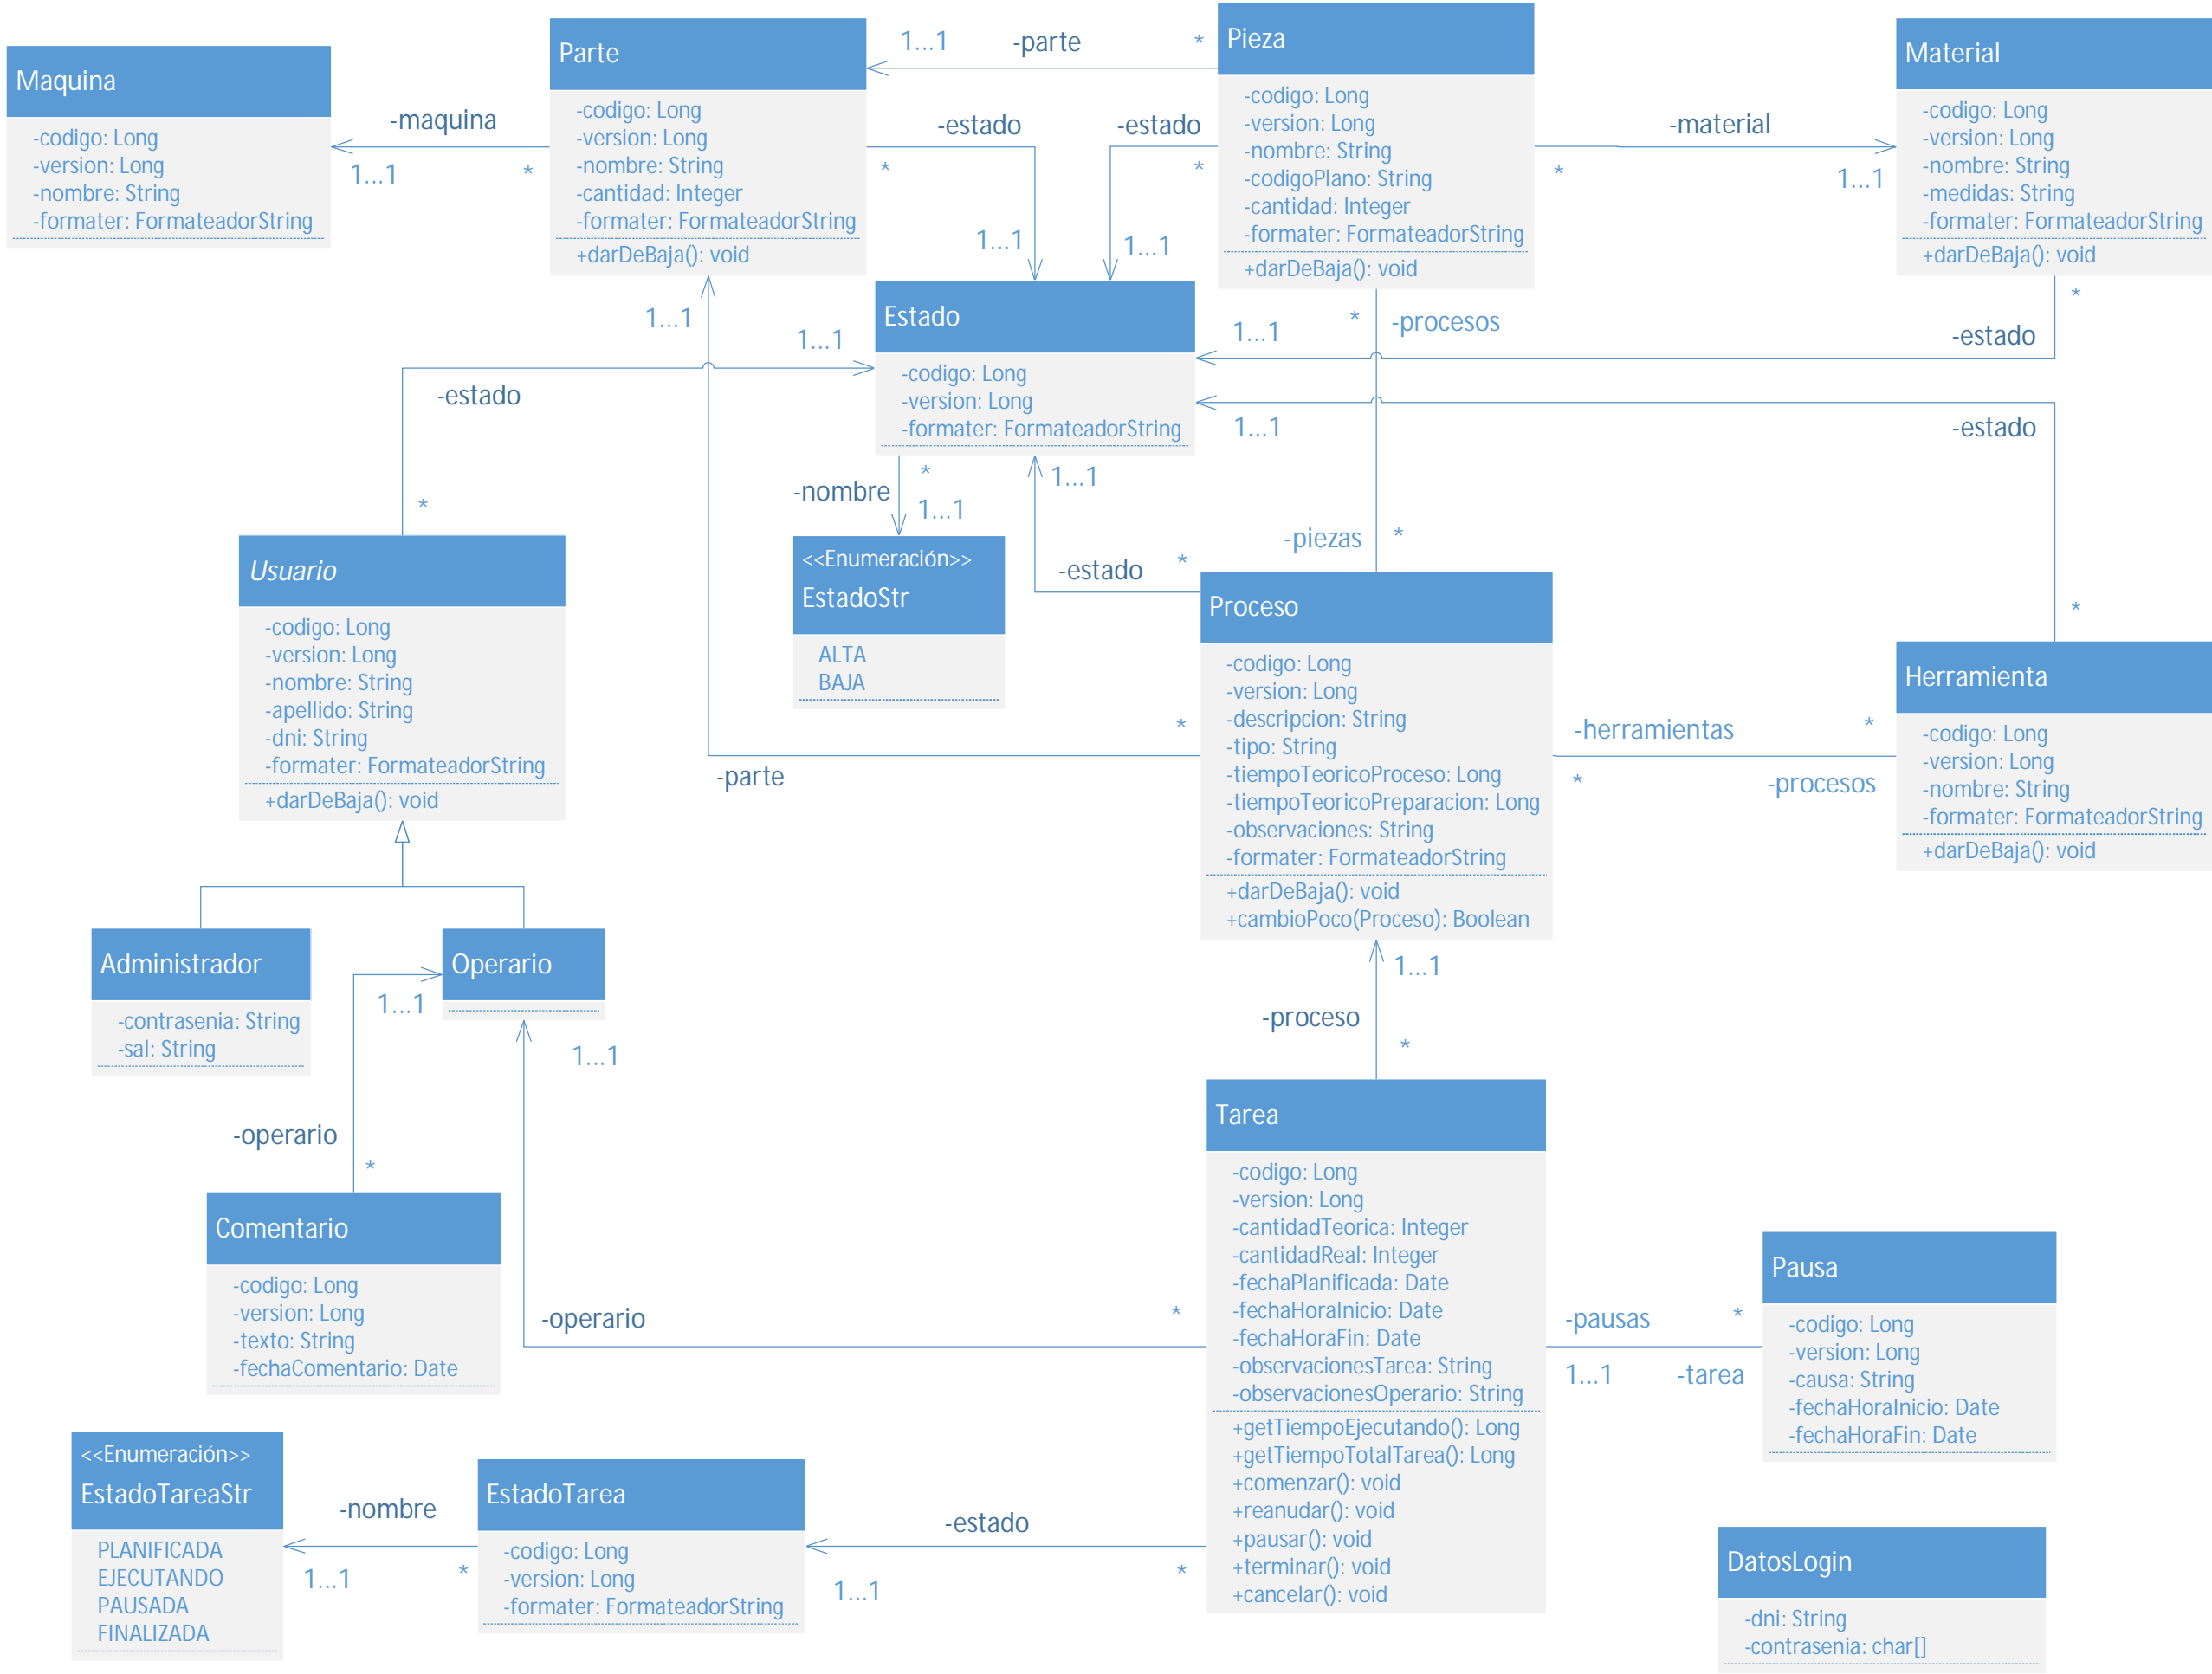 Maquina
-codigo: Long
-version: Long
-nombre: String
-formater: FormateadorString
-maquina
1...1
*
Parte
-codigo: Long
-version: Long
-nombre: String
-cantidad: Integer
-formater: FormateadorString
+darDeBaja(): void
1...1
-parte
*
-estado
*
1...1
-estado
*
1...1
Pieza
-codigo: Long
-version: Long
-nombre: String
-codigoPlano: String
-cantidad: Integer
-formater: FormateadorString
+darDeBaja(): void
-material
*
1...1
Material
-codigo: Long
-version: Long
-nombre: String
-medidas: String
-formater: FormateadorString
+darDeBaja(): void
*
-estado
1...1
1...1
1...1
-estado
*
Estado
-codigo: Long
-version: Long
-formater: FormateadorString
*
-procesos
1...1
-estado
*
-nombre
1...1
1...1
-estado
*
-piezas
*
<<Enumeración>>
EstadoStr
ALTA
BAJA
Usuario
-codigo: Long
-version: Long
-nombre: String
-apellido: String
-dni: String
-formater: FormateadorString
+darDeBaja(): void
-parte
*
Proceso
-codigo: Long
-version: Long
-descripcion: String
-tipo: String
-tiempoTeoricoProceso: Long
-tiempoTeoricoPreparacion: Long
-observaciones: String
-formater: FormateadorString
+darDeBaja(): void
+cambioPoco(Proceso): Boolean
-herramientas
*
*
-procesos
*
Herramienta
-codigo: Long
-version: Long
-nombre: String
-formater: FormateadorString
+darDeBaja(): void
Administrador
-contrasenia: String
-sal: String
Operario
1...1
1...1
-operario
*
1...1
-proceso
*
Comentario
-codigo: Long
-version: Long
-texto: String
-fechaComentario: Date
-operario
*
Tarea
-codigo: Long
-version: Long
-cantidadTeorica: Integer
-cantidadReal: Integer
-fechaPlanificada: Date
-fechaHoraInicio: Date
-fechaHoraFin: Date
-observacionesTarea: String
-observacionesOperario: String
+getTiempoEjecutando(): Long
+getTiempoTotalTarea(): Long
+comenzar(): void
+reanudar(): void
+pausar(): void
+terminar(): void
+cancelar(): void
-pausas
*
1...1
-tarea
Pausa
-codigo: Long
-version: Long
-causa: String
-fechaHoraInicio: Date
-fechaHoraFin: Date
<<Enumeración>>
EstadoTareaStr
PLANIFICADA
EJECUTANDO
PAUSADA
FINALIZADA
-nombre
1...1
*
EstadoTarea
-codigo: Long
-version: Long
-formater: FormateadorString
-estado
1...1
*
DatosLogin
-dni: String
-contrasenia: char[]